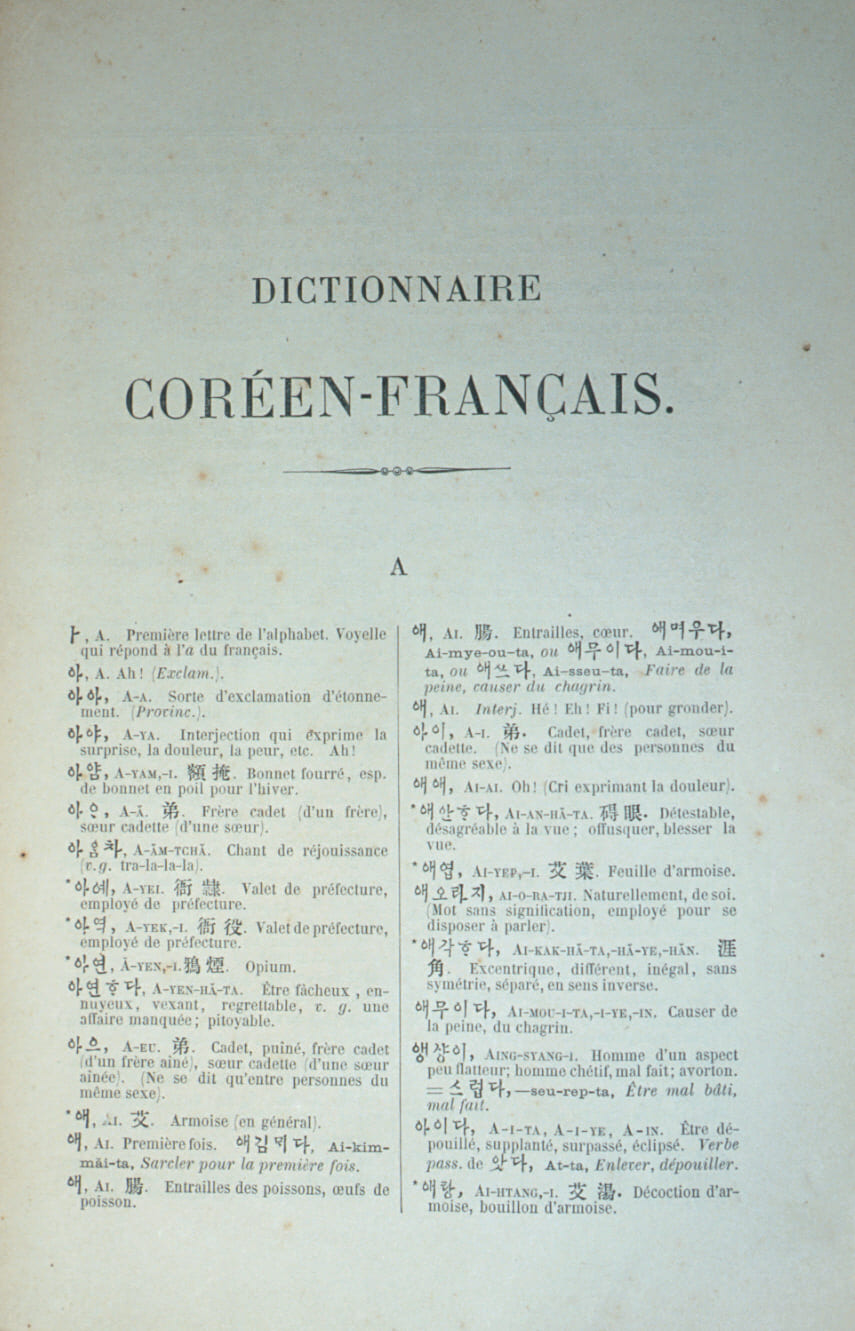 DICTIONNAIRE
CORÉEN-FRANÇAIS.
A
ㅏ, A. Première lettre de l'alphabet. Voyelle
qui répond à l'a du français.
아, A. Ah! (Exclam.).
아아, A-A. Sorte d'exclamation d'étonne-
ment. (Provinc.).
아야, A-YA. Interjection qui exprime la
surprise, la douleur, la peur, etc. Ah!
아얌, A-YAM,-I. 額掩. Bonnet fourré, esp.
de bonnet en poil pour l'hiver.
아ᄋᆞ, A-Ă. 弟. Frère cadet (d'un frère),
sœur cadette (d'une sœur).
아ᄋᆞᆷ차, A-ĂM-TCHĂ. Chant de réjouissance
(v.g. tra-la-la-la).
*아예, A-YEI. 衙隸. Valet de préfecture,
employé de préfecture.
*아역, A-YEK,-I. 衙役. Valet de préfecture,
employé de préfecture.
*아연, Ā-YEN,-I. 鴉煙. Opium.
아연ᄒᆞ다, A-YEN-HĂ-TA. Être fâcheux, en-
nuyeux, vexant, regrettable, v. g. une
affaire manquée; pitoyable.
아으, A-EU. 弟. Cadet, puîné, frère cadet
(d'un frère aîné), sœur cadette (d'une sœur
aînée). (Ne se dit qu'entre personnes du
même sexe).
*애, AI. 艾. Armoise (en général).
애, AI. Première fois. 애김ᄆᆡ다, Ai-kim-
măi-ta, Sarcler pour la première fois.
애, AI. 腸. Entrailles des poissons, œufs de
poisson.
애, AI. 腸. Entrailles, cœur. 애며우다,
Ai-mye-ou-ta, ou 애무이다, Ai-mou-i-
ta, ou 애쓰다, Ai-sseu-ta, Faire de la
peine, causer du chagrin.
애, AI. Interj. Hé! Eh! Fi! (pour gronder).
아이, A-I. 弟. Cadet, frère cadet, sœur
cadette. (Ne se dit que des personnes du
même sexe).
애애, AI-AI. Oh! (Cri exprimant la douleur).
*애안ᄒᆞ다, AI-AN-HĂ-TA. 碍眼. Détestable,
désagréable à la vue; offusquer, blesser la
vue.
*애엽, AI-YEP,-I. 艾葉. Feuille d'armoise.
애오라지, AI-O-RA-TJI. Naturellement, de soi.
(Mot sans signification, employé pour se
disposer à parler).
*애각ᄒᆞ다, AI-KAK-HĂ-TA,-HĂ-YE,-HĂN. 涯
角. Excentrique, différent, inégal, sans
symétrie, séparé, en sens inverse.
애무이다, AI-MOU-I-TA,-I-YE,-IN. Causer de
la peine, du chagrin.
앵샹이, AING-SYANG-I. Homme d'un aspect
peu flatteur; homme chétif, mal fait; avorton.
=스럽다, —seu-rep-ta, Être mal bâti,
mal fait.
아이다, A-I-TA, A-I-YE, A-IN. Être dé-
pouillé, supplanté, surpassé, éclipsé. Verbe
pass. de 앗다, At-ta, Enlever, dépouiller.
*애탕, AI-HTANG,-I. 艾湯. Décoction d'ar-
moise, bouillon d'armoise.